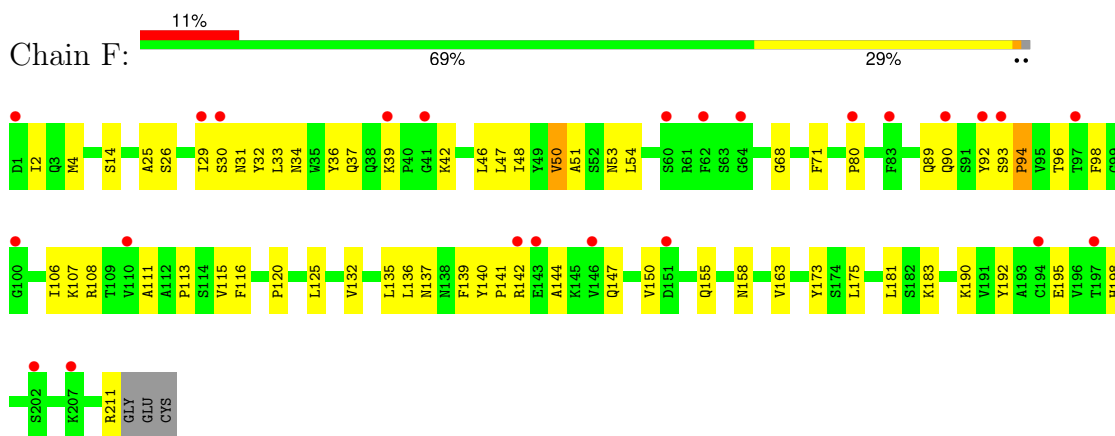 11%
Chain F:
69% 29% ••
D1 I2 Q3 M4 S14 A25 S26 I29 S30 N31 Y32 L33 N34 W35 Y36 Q37 Q38 K39 P40 G41 K42 L46 L47 I48 Y49 V50 A51 S52 N53 L54 S60 R61 F62 S63 G64 G68 F71 P80 F83 Q89 Q90 S91 Y92 S93 P94 V95 T96 T97 F98 G99
G100 I106 K107 R108 T109 V110 A111 A112 P113 S114 V115 F116 P120 L125 V132 L135 L136 N137 N138 F139 Y140 P141 R142 E143 A144 K145 V146 Q147 V150 D151 Q155 N158 V163 Y173 S174 L175 L181 S182 K183 K190 V191 Y192 A193 C194 E195 V196 T197 H198
S202 K207 R211 GLY GLU CYS